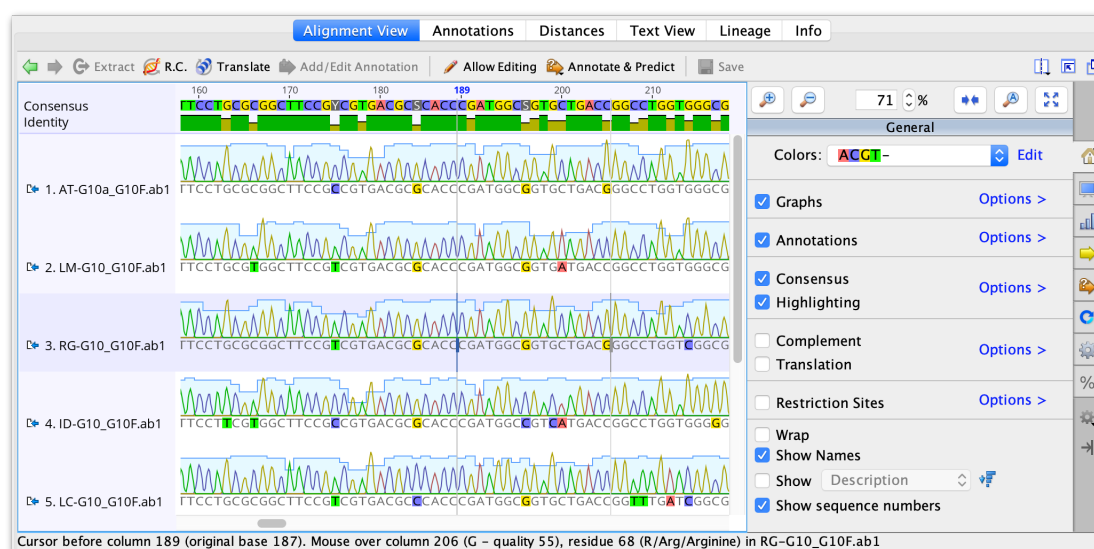 Alignment View Annotations Distances Text View Lineage Info
Extract R.C. Translate Add/Edit Annotation Allow Editing Annotate & Predict Save
160 170 180 189 200 210
Consensus TTCCTGCGCGGCTTCCGYCGTGACGCSCACCCGATGGCSGTGCTGACCGGCCTGGTGGGCG
Identity
1. AT-G10a_G10F.ab1 TTCCTGCGCGGCTTCCGCCGTGACGCGCACCCGATGGCGGTGCTGACGGGCCTGGTGGGCG
2. LM-G10_G10F.ab1 TTCCTGCGTGGCTTCCGTCGTGACGCGCACCCGATGGCGGTGATGACCGGCCTGGTGGGCG
3. RG-G10_G10F.ab1 TTCCTGCGCGGCTTCCGTCGTGACGCGCACCCGATGGCGGTGCTGACGGGCCTGGTCGGCG
4. ID-G10_G10F.ab1 TTCCTTCGTGGCTTCCGCCGTGACGCGCACCCGATGGCCGTCATGACCGGCCTGGTGGGGG
5. LC-G10_G10F.ab1 TTCCTGCGCGGCTTCCGTCGTGACGCCCACCCGATGGCGGTGCTGACCGGTTTGATCGGCG
71 %
General
Colors: ACGT- Edit
Graphs Options >
Annotations Options >
Consensus
Highlighting Options >
Complement
Translation Options >
Restriction Sites Options >
Wrap
Show Names
Show Description
Show sequence numbers
%
Cursor before column 189 (original base 187). Mouse over column 206 (G - quality 55), residue 68 (R/Arg/Arginine) in RG-G10_G10F.ab1